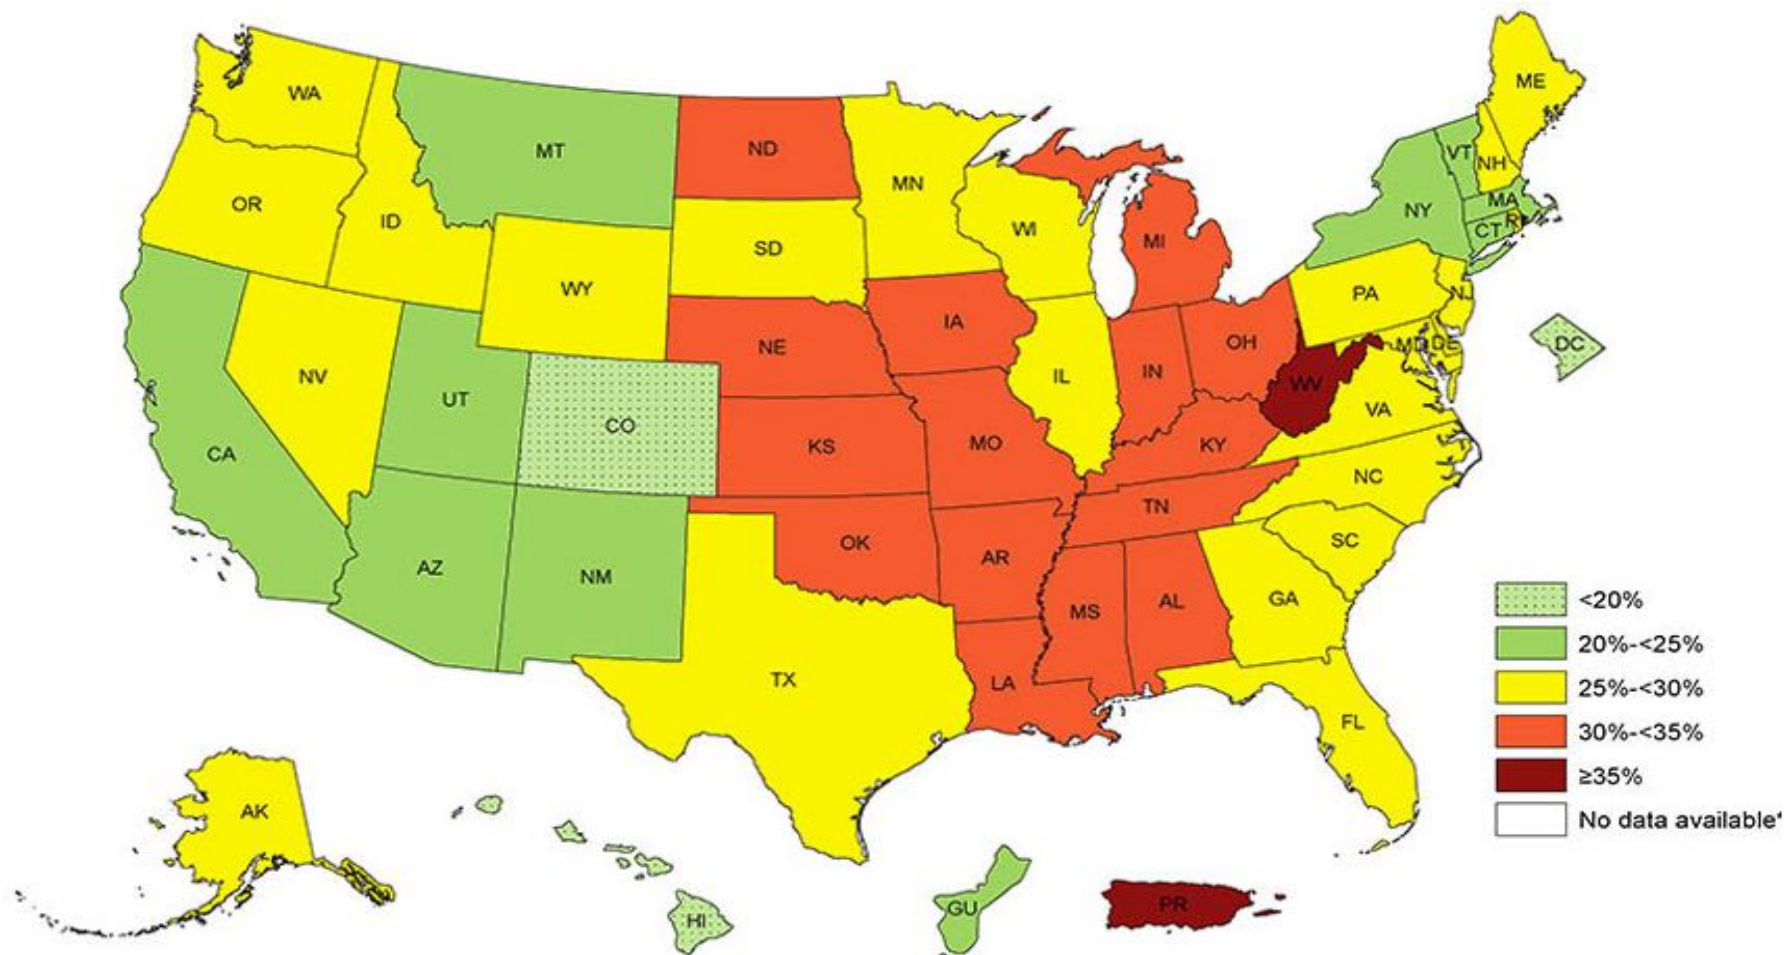 WA
MT
ND
MN
ME
VT
NH
OR
ID
SD
WI
MI
NY
MA
CT
RI
WY
PA
NJ
NE
IA
OH
IN
IL
MD
DE
DC
NV
UT
CO
WV
VA
CA
KS
MO
KY
NC
TN
AZ
NM
OK
AR
SC
MS
AL
GA
TX
LA
FL
AK
HI
GU
PR
<20%
20%-<25%
25%-<30%
30%-<35%
≥35%
No data available*